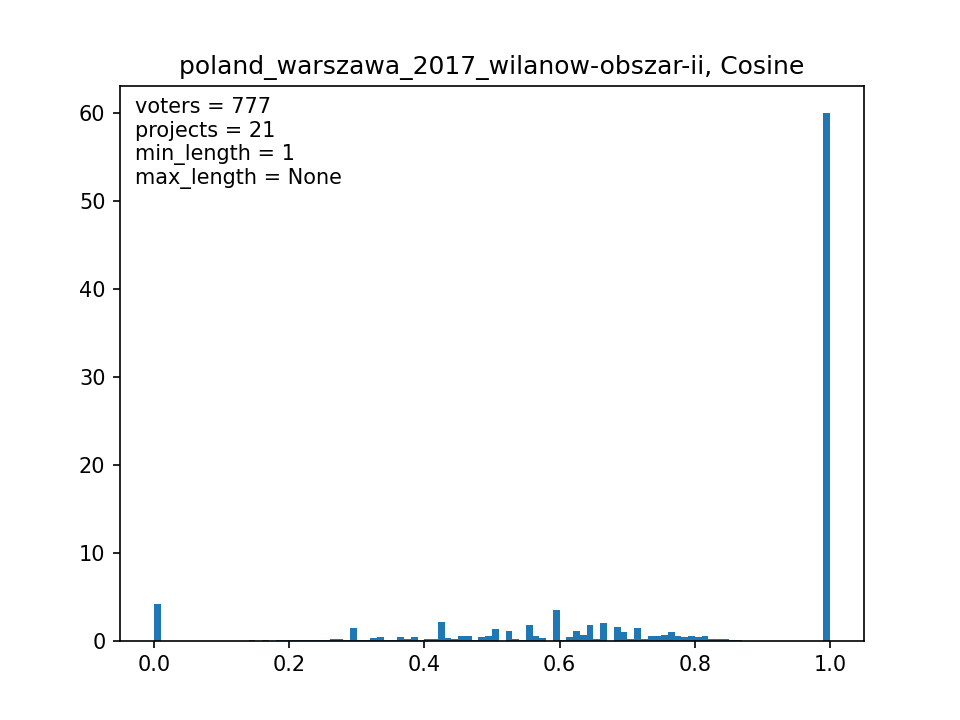 poland_warszawa_2017_wilanow-obszar-ii, Cosine
voters = 777
projects = 21
min_length = 1
max_length = None
60
50
40
30
20
10
0
0.0 0.2 0.4 0.6 0.8 1.0